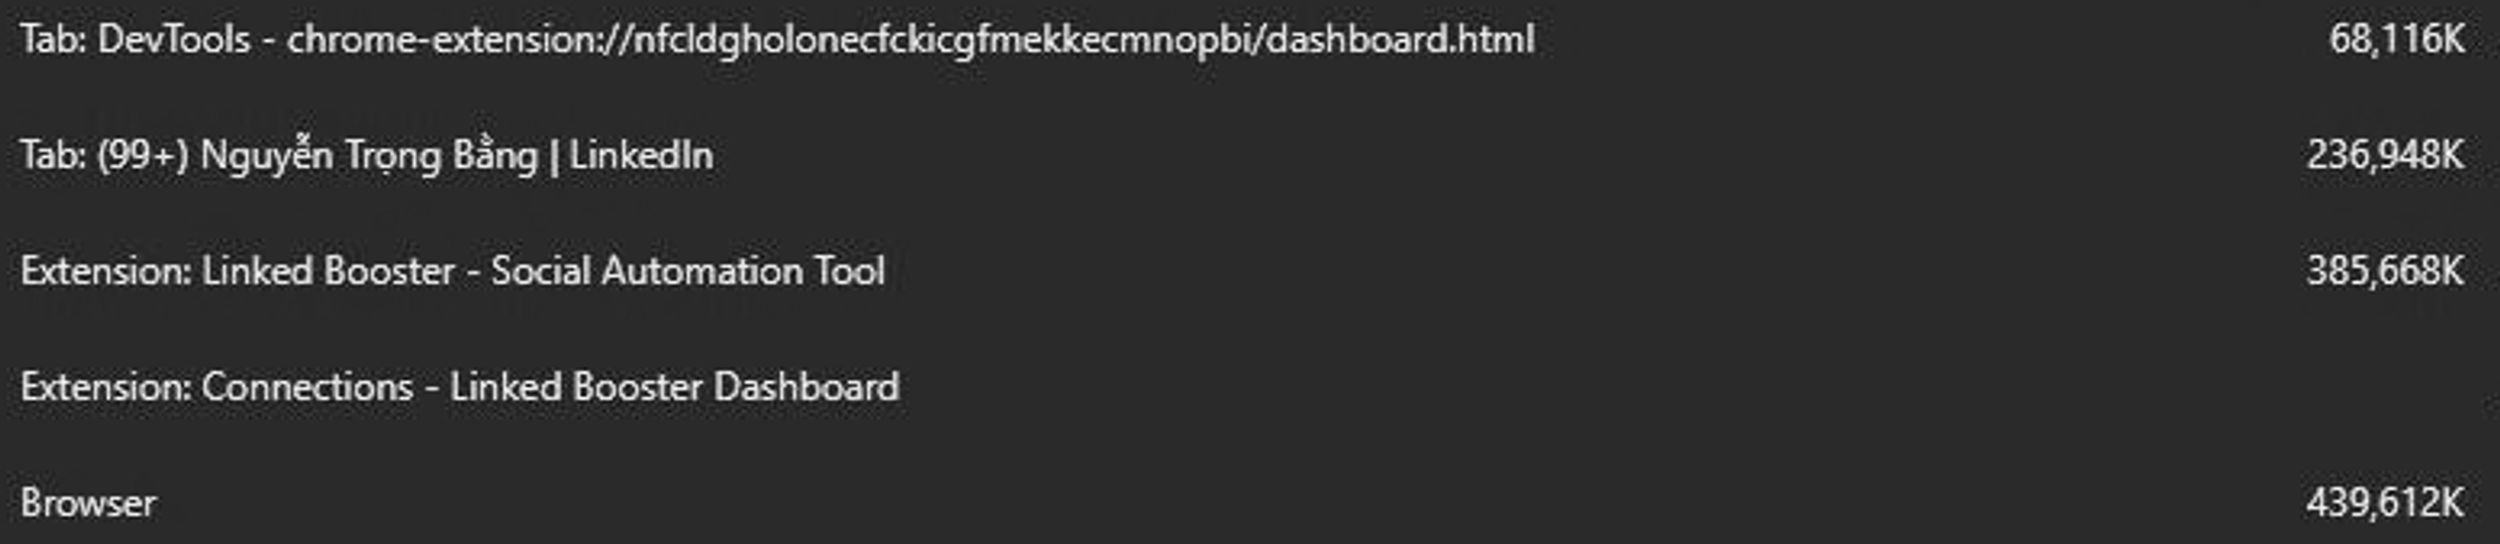 Tab: DevTools - chrome-extension://nfcldgholonecfckicgfmekkecmnopbi/dashboard.html 68,116K
Tab: (99+) Nguyễn Trọng Bằng | LinkedIn 236,948K
Extension: Linked Booster - Social Automation Tool 385,668K
Extension: Connections - Linked Booster Dashboard
Browser 439,612K